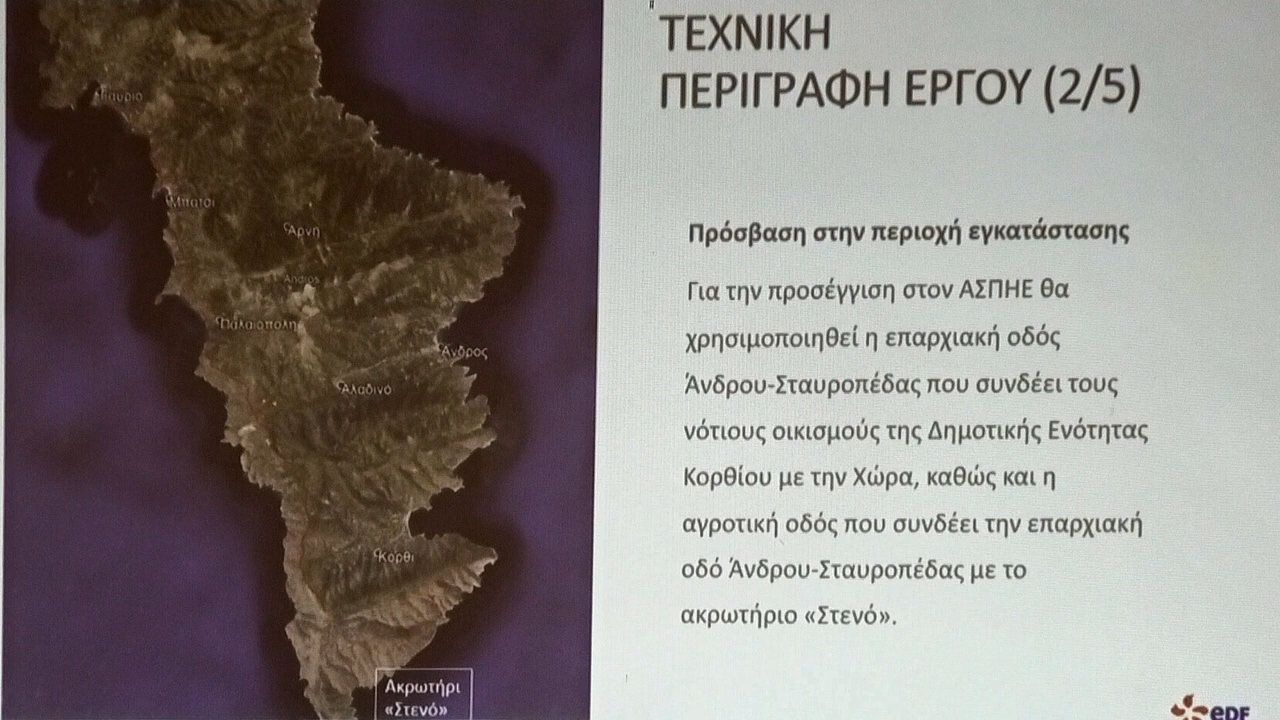 ΤΕΧΝΙΚΗ
ΠΕΡΙΓΡΑΦΗ ΕΡΓΟΥ (2/5)
Πρόσβαση στην περιοχή εγκατάστασης
Για την προσέγγιση στον ΑΣΠΗΕ θα
χρησιμοποιηθεί η επαρχιακή οδός
Άνδρου-Σταυροπέδας που συνδέει τους
νότιους οικισμούς της Δημοτικής Ενότητας
Κορθίου με την Χώρα, καθώς και η
αγροτική οδός που συνδέει την επαρχιακή
οδό Άνδρου-Σταυροπέδας με το
ακρωτήριο «Στενό».
Γαύριο
Μπατσί
Άρνη
Andros
Παλαιόπολη
Άνδρος
Αλαδινό
Κόρθι
Ακρωτήρι
«Στενό»
eDF